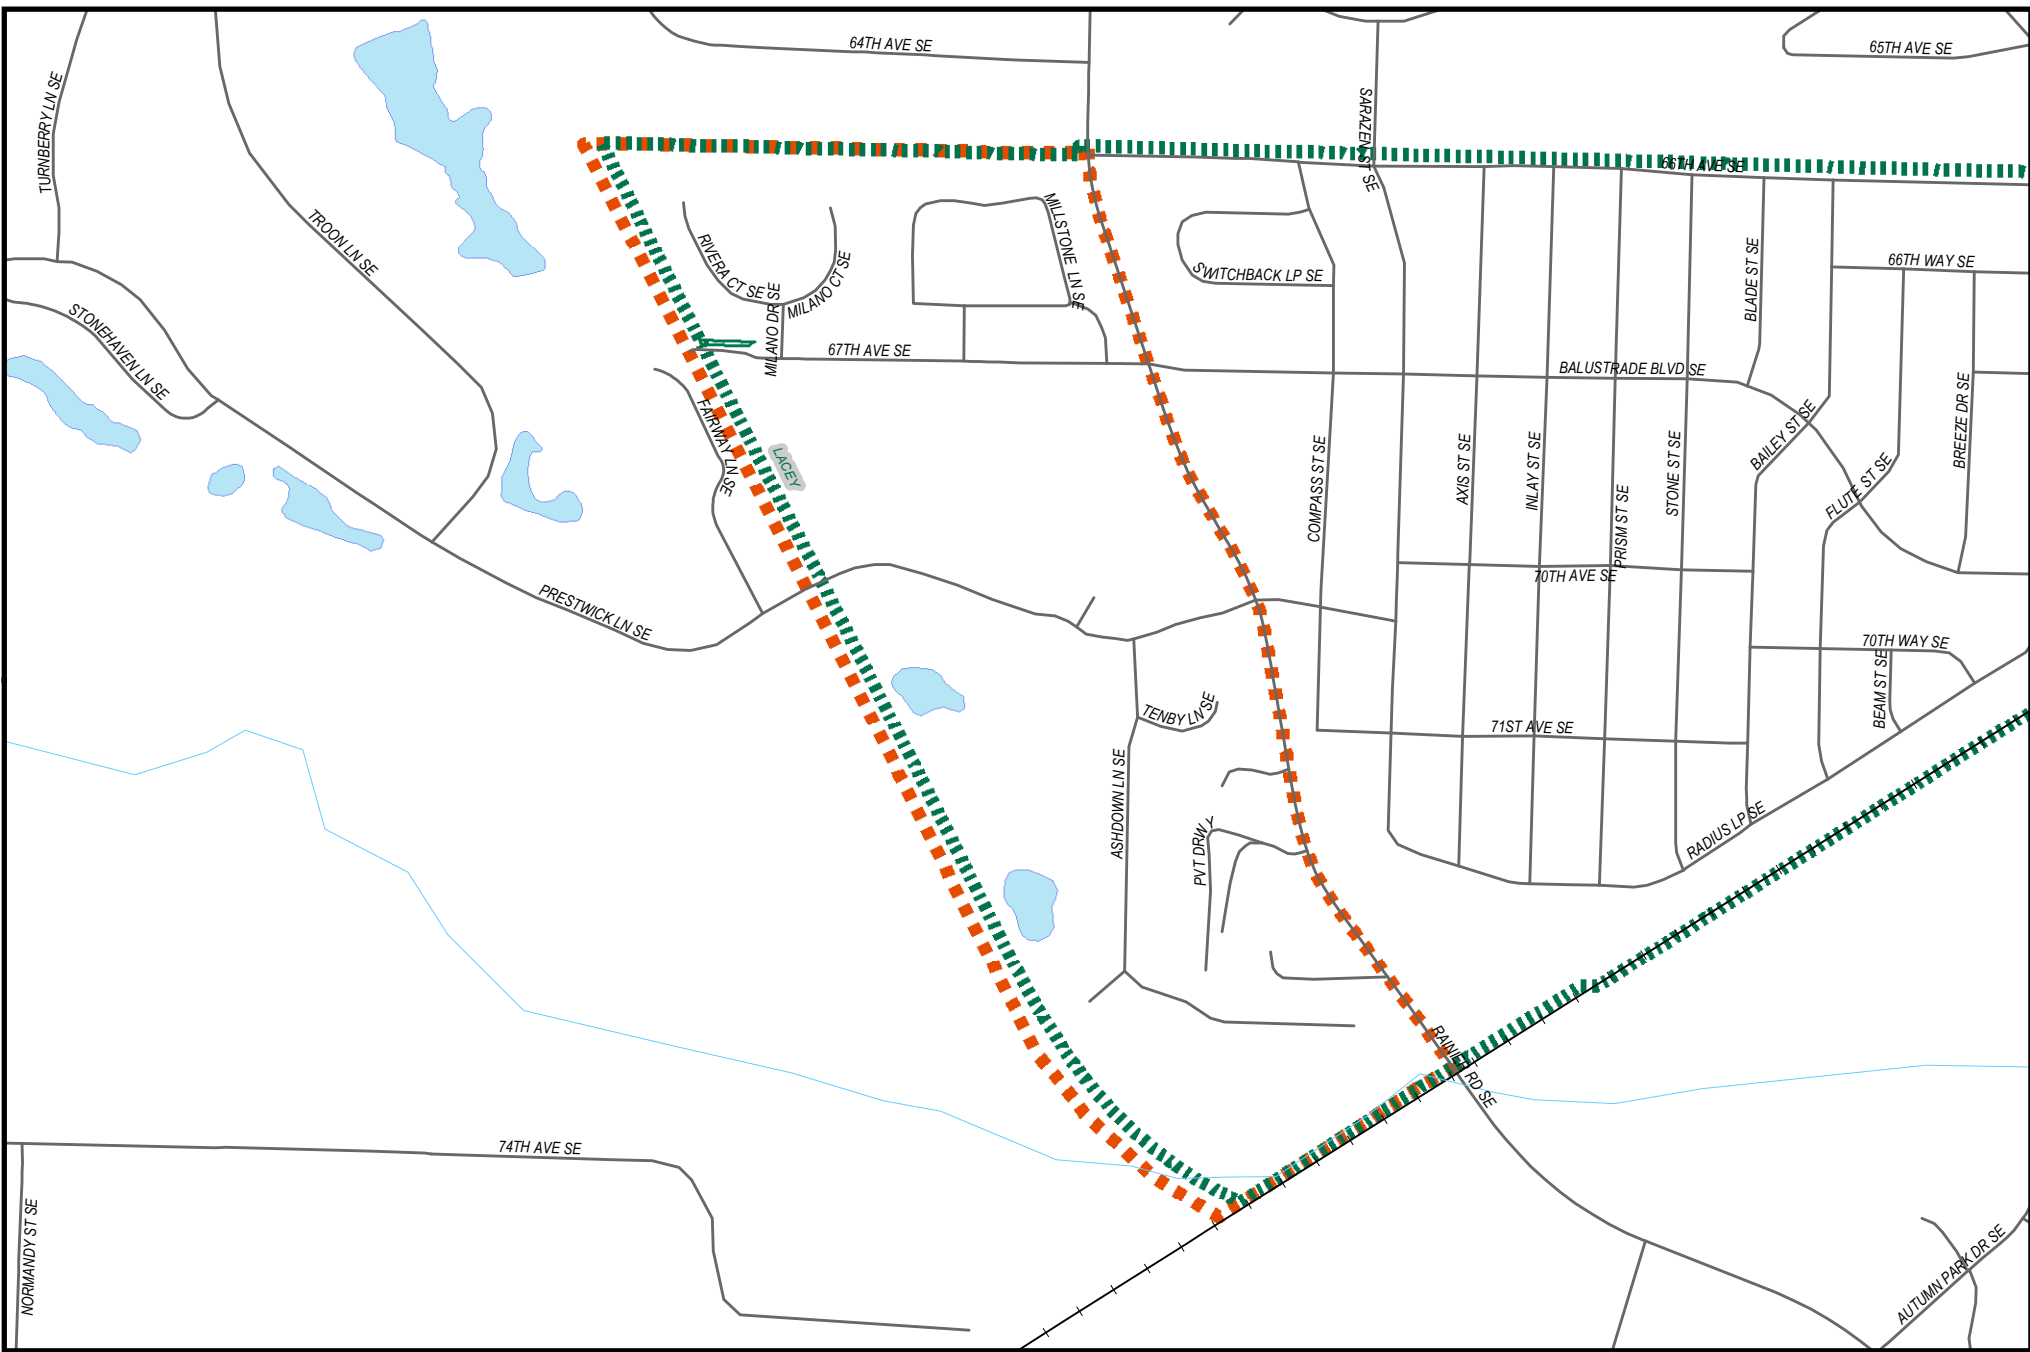 64TH AVE SE
65TH AVE SE
TURNBERRY LN SE
SARAZEN ST SE
66TH AVE SE
TROON LN SE
RIVERA CT SE
MILANO DR SE
MILANO CT SE
MILLSTONE LN SE
SWITCHBACK LP SE
BLADE ST SE
66TH WAY SE
STONEHAVEN LN SE
67TH AVE SE
BALUSTRADE BLVD SE
FAIRWAY LN SE
LACEY
COMPASS ST SE
AXIS ST SE
INLAY ST SE
PRISM ST SE
STONE ST SE
BAILEY ST SE
FLUTE ST SE
BREEZE DR SE
70TH AVE SE
PRESTWICK LN SE
70TH WAY SE
BEAM ST SE
TENBY LN SE
71ST AVE SE
ASHDOWN LN SE
PVT DRWY
RADIUS LP SE
RAINIER RD SE
74TH AVE SE
NORMANDY ST SE
AUTUMN PARK DR SE